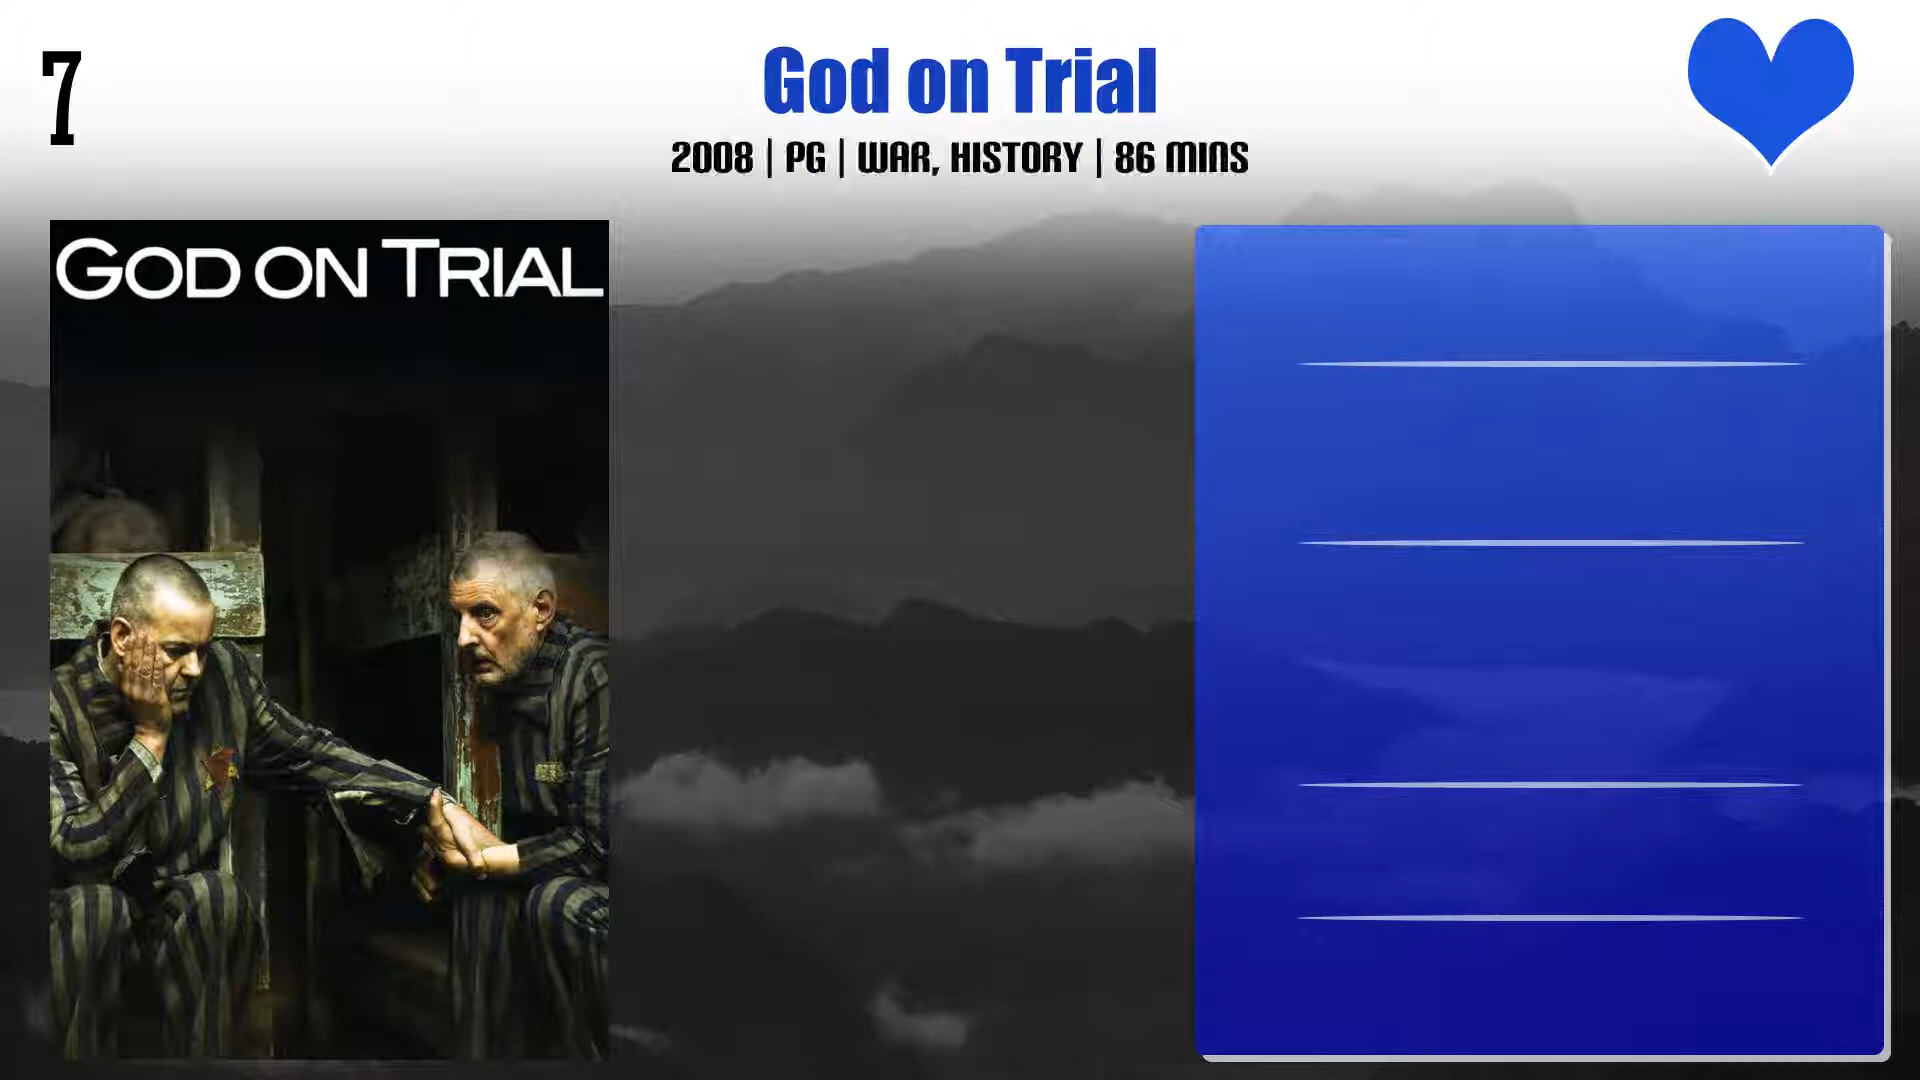 7
God on Trial
2008 | PG | WAR, HISTORY | 86 MINS
GOD ON TRIAL